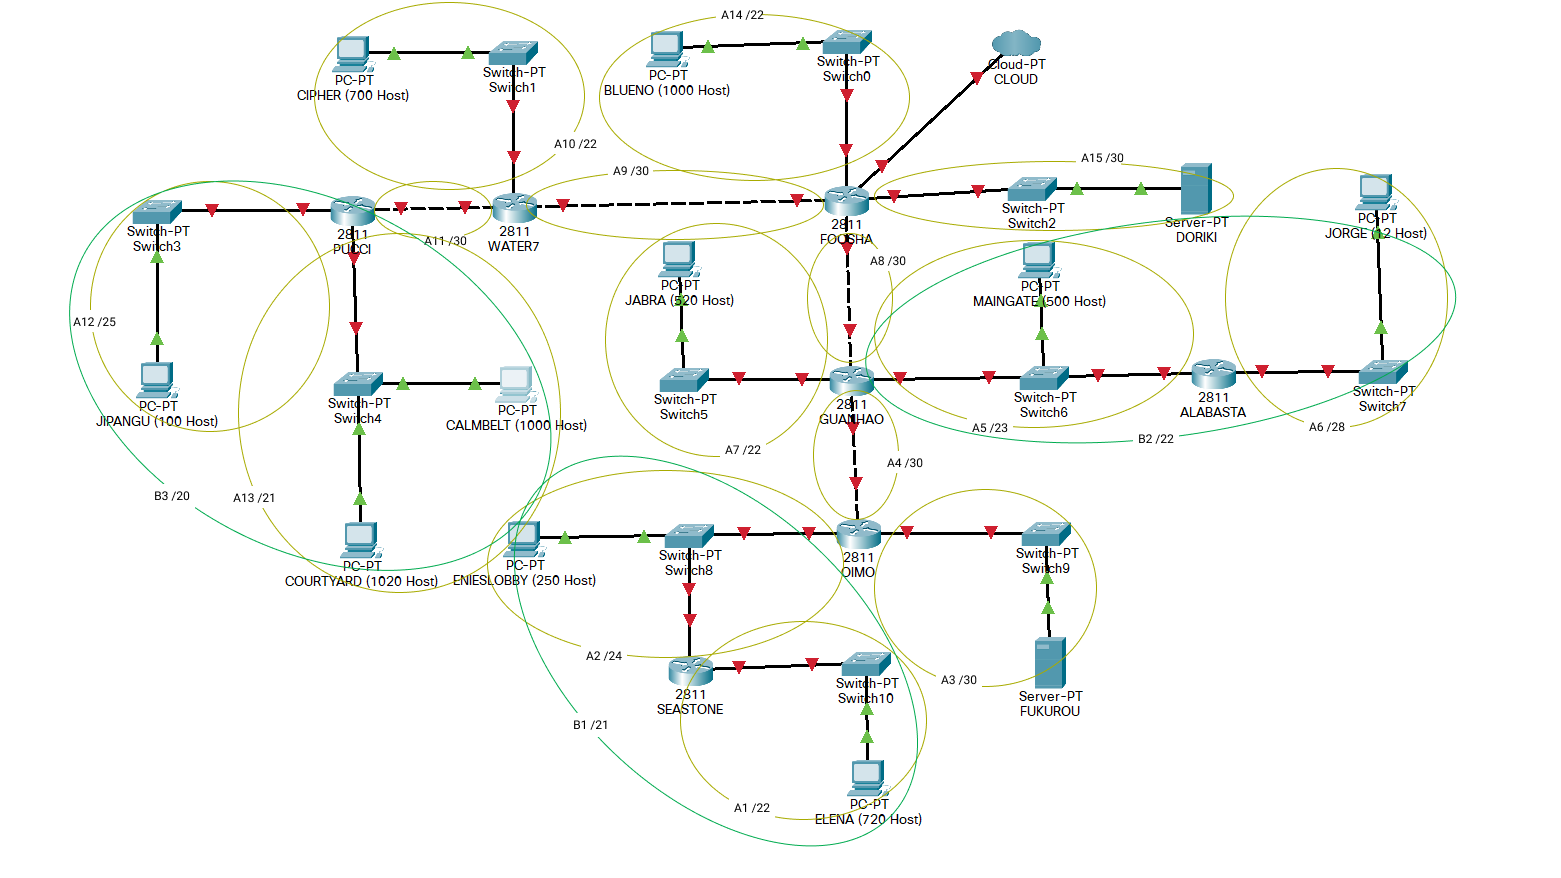 A14 /22
PC-PT
CIPHER (700 Host)
Switch-PT
Switch1
PC-PT
BLUENO (1000 Host)
Switch-PT
Switch0
Cloud-PT
CLOUD
A10 /22
A9 /30
A15 /30
Switch-PT
Switch3
2811
PUCCI
A11 /30
2811
WATER7
2811
FOOSHA
Switch-PT
Switch2
Server-PT
DORIKI
PC-PT
JORGE (12 Host)
A8 /30
PC-PT
JABRA (520 Host)
PC-PT
MAINGATE (500 Host)
A12 /25
PC-PT
JIPANGU (100 Host)
Switch-PT
Switch4
PC-PT
CALMBELT (1000 Host)
Switch-PT
Switch5
2811
GUANHAO
Switch-PT
Switch6
2811
ALABASTA
Switch-PT
Switch7
A5 /23
B2 /22
A6 /28
A7 /22
A4 /30
B3 /20
A13 /21
PC-PT
COURTYARD (1020 Host)
PC-PT
ENIESLOBBY (250 Host)
Switch-PT
Switch8
2811
OIMO
Switch-PT
Switch9
A2 /24
2811
SEASTONE
Switch-PT
Switch10
A3 /30
Server-PT
FUKUROU
B1 /21
A1 /22
PC-PT
ELENA (720 Host)